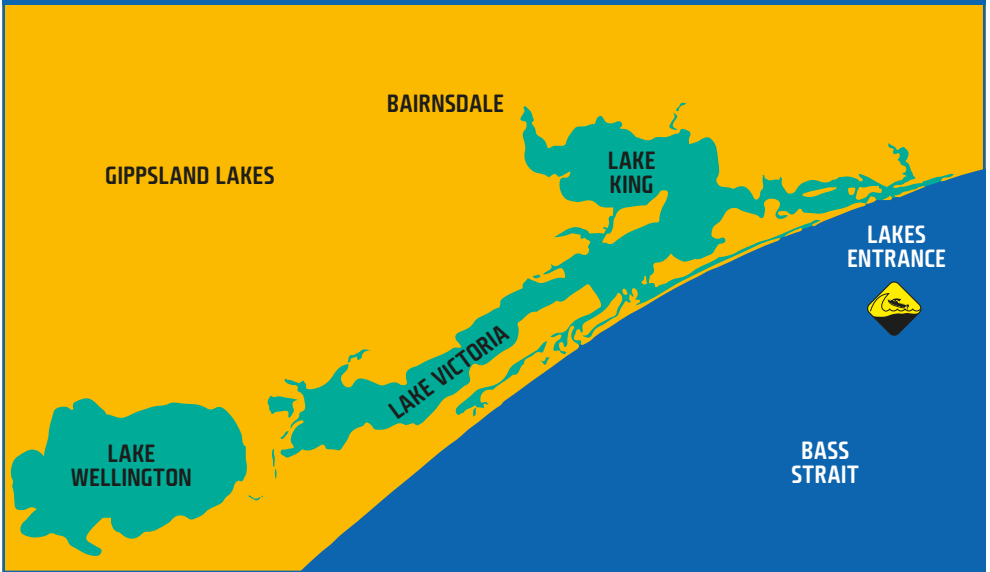 BAIRNSDALE
GIPPSLAND LAKES
LAKE
KING
LAKES
ENTRANCE
LAKE VICTORIA
LAKE
WELLINGTON
BASS
STRAIT